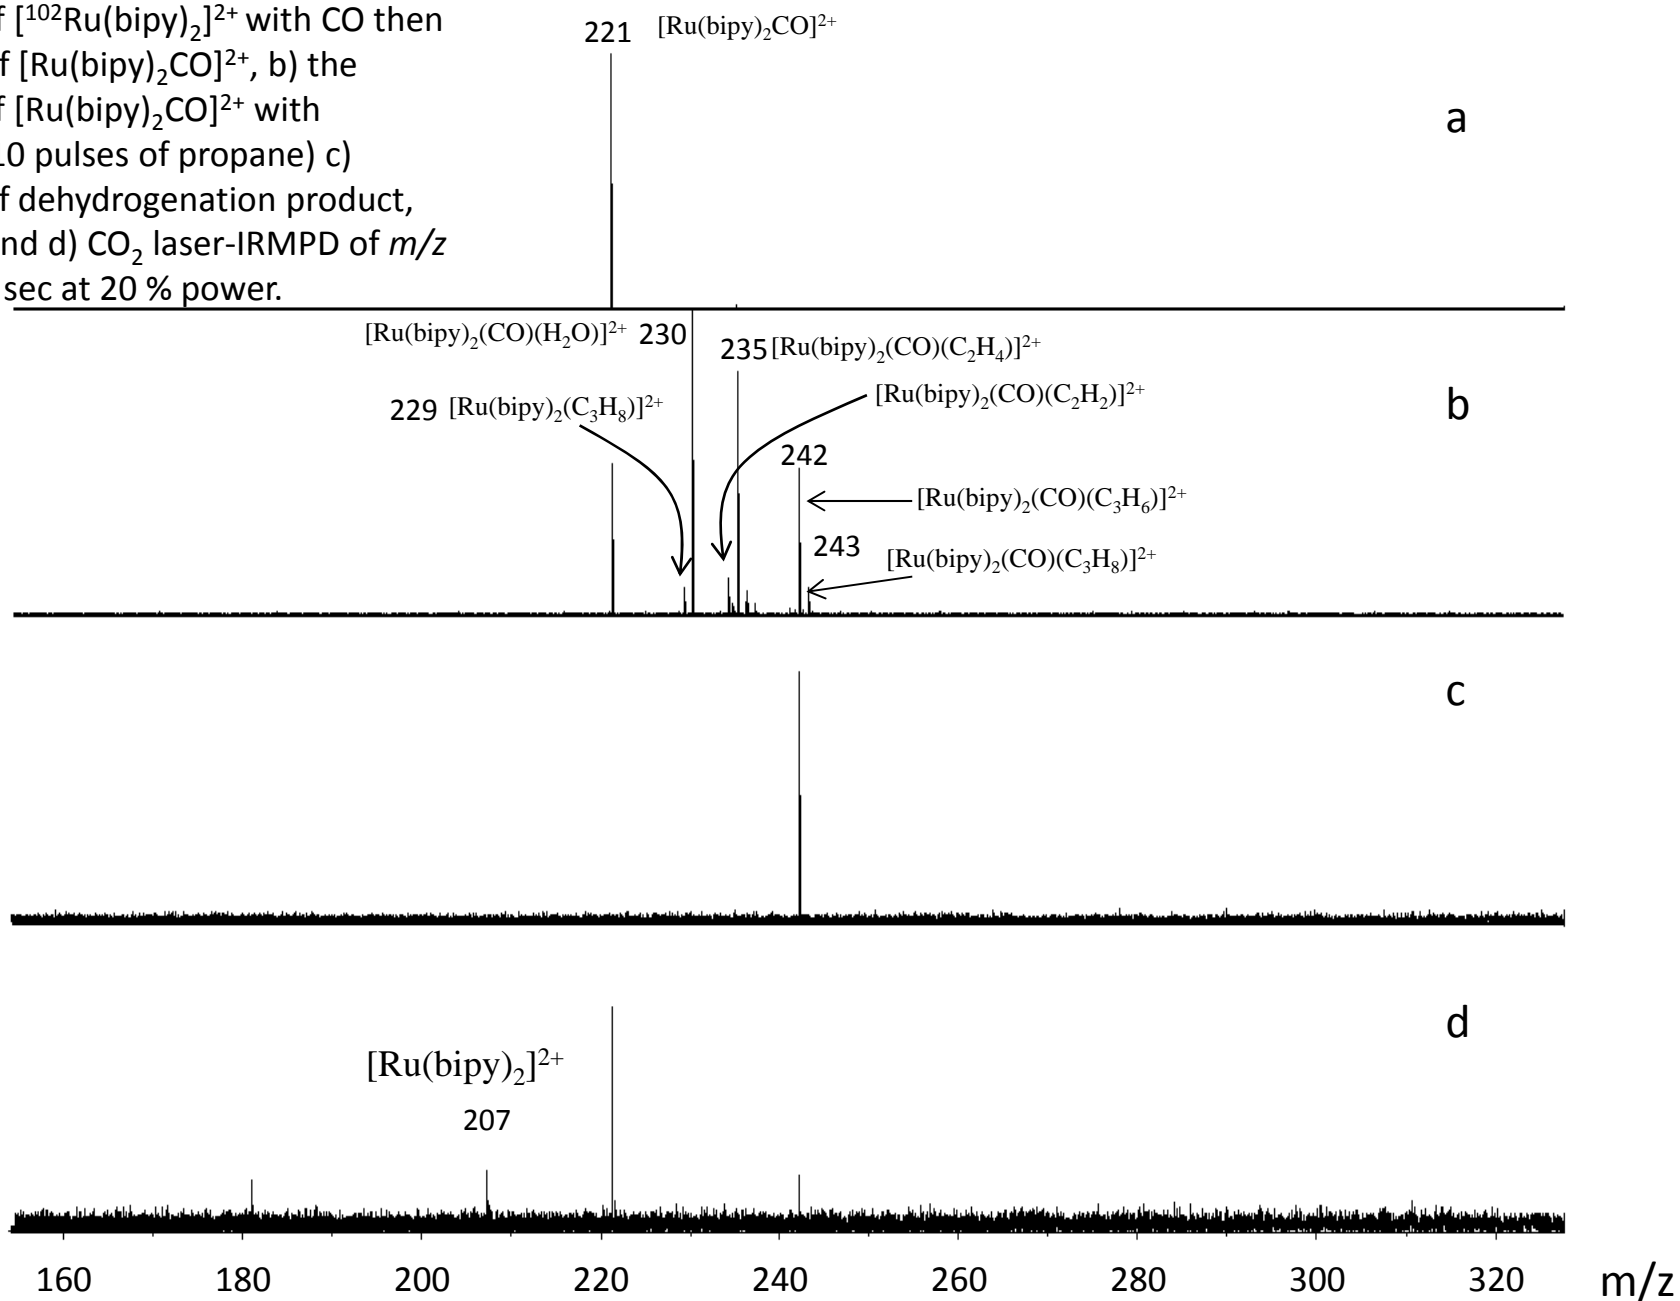 f [¹⁰²Ru(bipy)₂]²⁺ with CO then
f [Ru(bipy)₂CO]²⁺, b) the
f [Ru(bipy)₂CO]²⁺ with
10 pulses of propane) c)
f dehydrogenation product,
nd d) CO₂ laser-IRMPD of m/z
sec at 20 % power.
221 [Ru(bipy)₂CO]²⁺
a
[Ru(bipy)₂(CO)(H₂O)]²⁺ 230
235 [Ru(bipy)₂(CO)(C₂H₄)]²⁺
[Ru(bipy)₂(CO)(C₂H₂)]²⁺
229 [Ru(bipy)₂(C₃H₈)]²⁺
b
242
[Ru(bipy)₂(CO)(C₃H₆)]²⁺
243 [Ru(bipy)₂(CO)(C₃H₈)]²⁺
c
d
[Ru(bipy)₂]²⁺
207
160 180 200 220 240 260 280 300 320 m/z